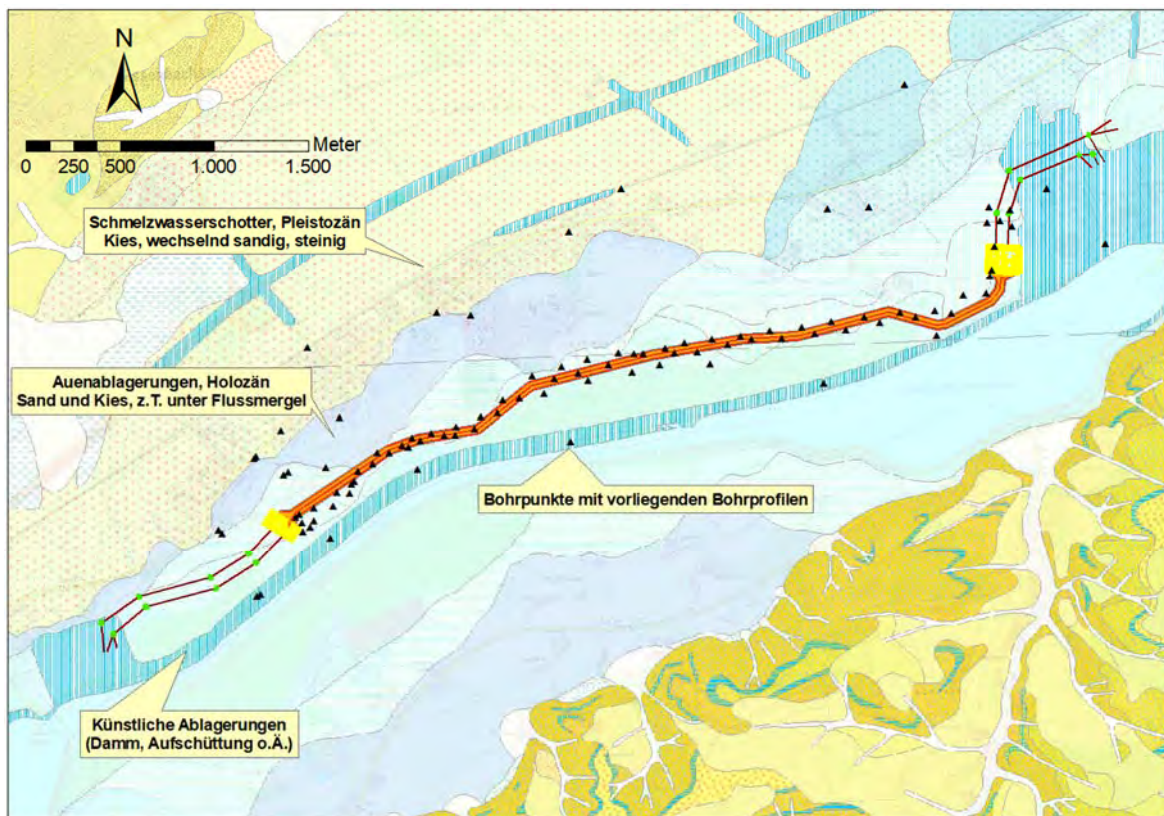 N
Meter
0 250 500 1.000 1.500
Schmelzwasserschotter, Pleistozän
Kies, wechselnd sandig, steinig
Auenablagerungen, Holozän
Sand und Kies, z.T. unter Flussmergel
Bohrpunkte mit vorliegenden Bohrprofilen
Künstliche Ablagerungen
(Damm, Aufschüttung o.Ä.)